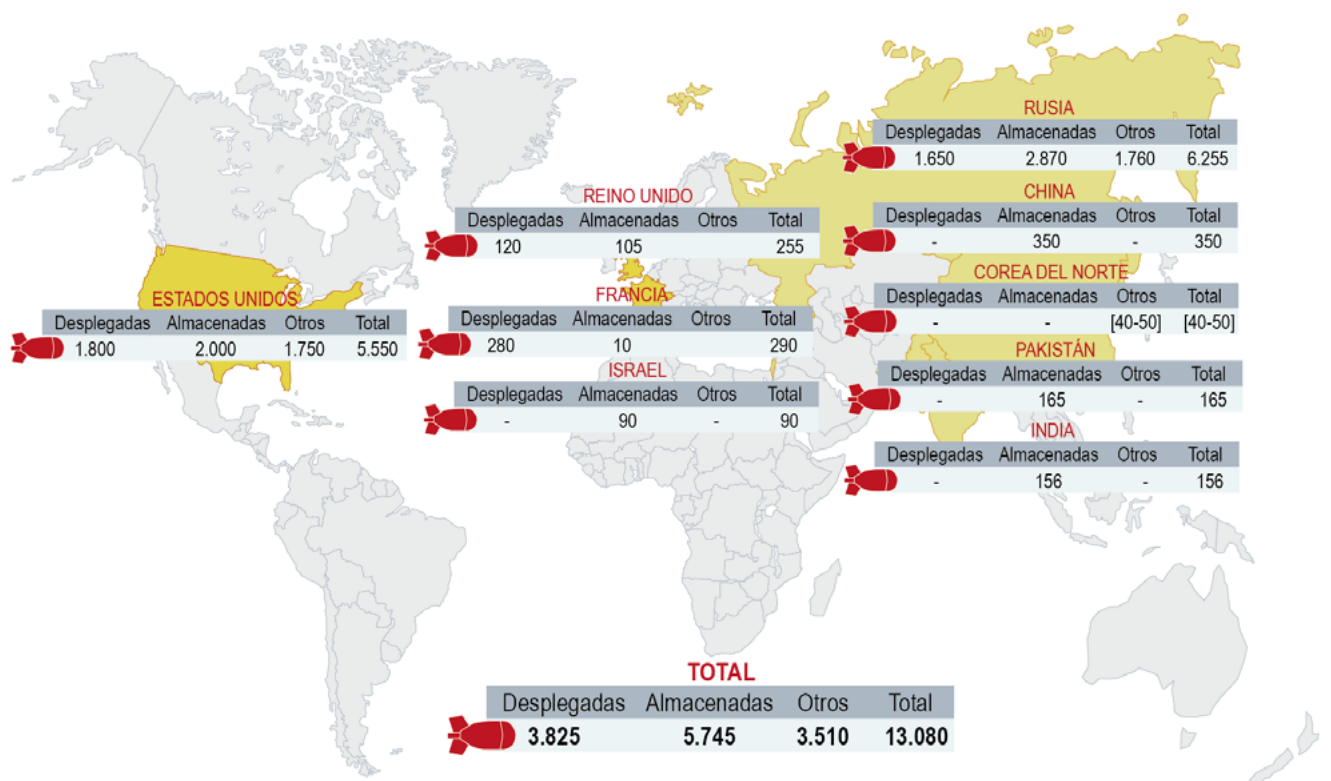 RUSIA
Desplegadas Almacenadas Otros Total
1.650 2.870 1.760 6.255
REINO UNIDO
Desplegadas Almacenadas Otros Total
120 105 255
CHINA
Desplegadas Almacenadas Otros Total
- 350 - 350
ESTADOS UNIDOS
Desplegadas Almacenadas Otros Total
1.800 2.000 1.750 5.550
FRANCIA
Desplegadas Almacenadas Otros Total
280 10 290
COREA DEL NORTE
Desplegadas Almacenadas Otros Total
- - [40-50] [40-50]
ISRAEL
Desplegadas Almacenadas Otros Total
- 90 - 90
PAKISTÁN
Desplegadas Almacenadas Otros Total
- 165 - 165
INDIA
Desplegadas Almacenadas Otros Total
- 156 - 156
TOTAL
Desplegadas Almacenadas Otros Total
3.825 5.745 3.510 13.080